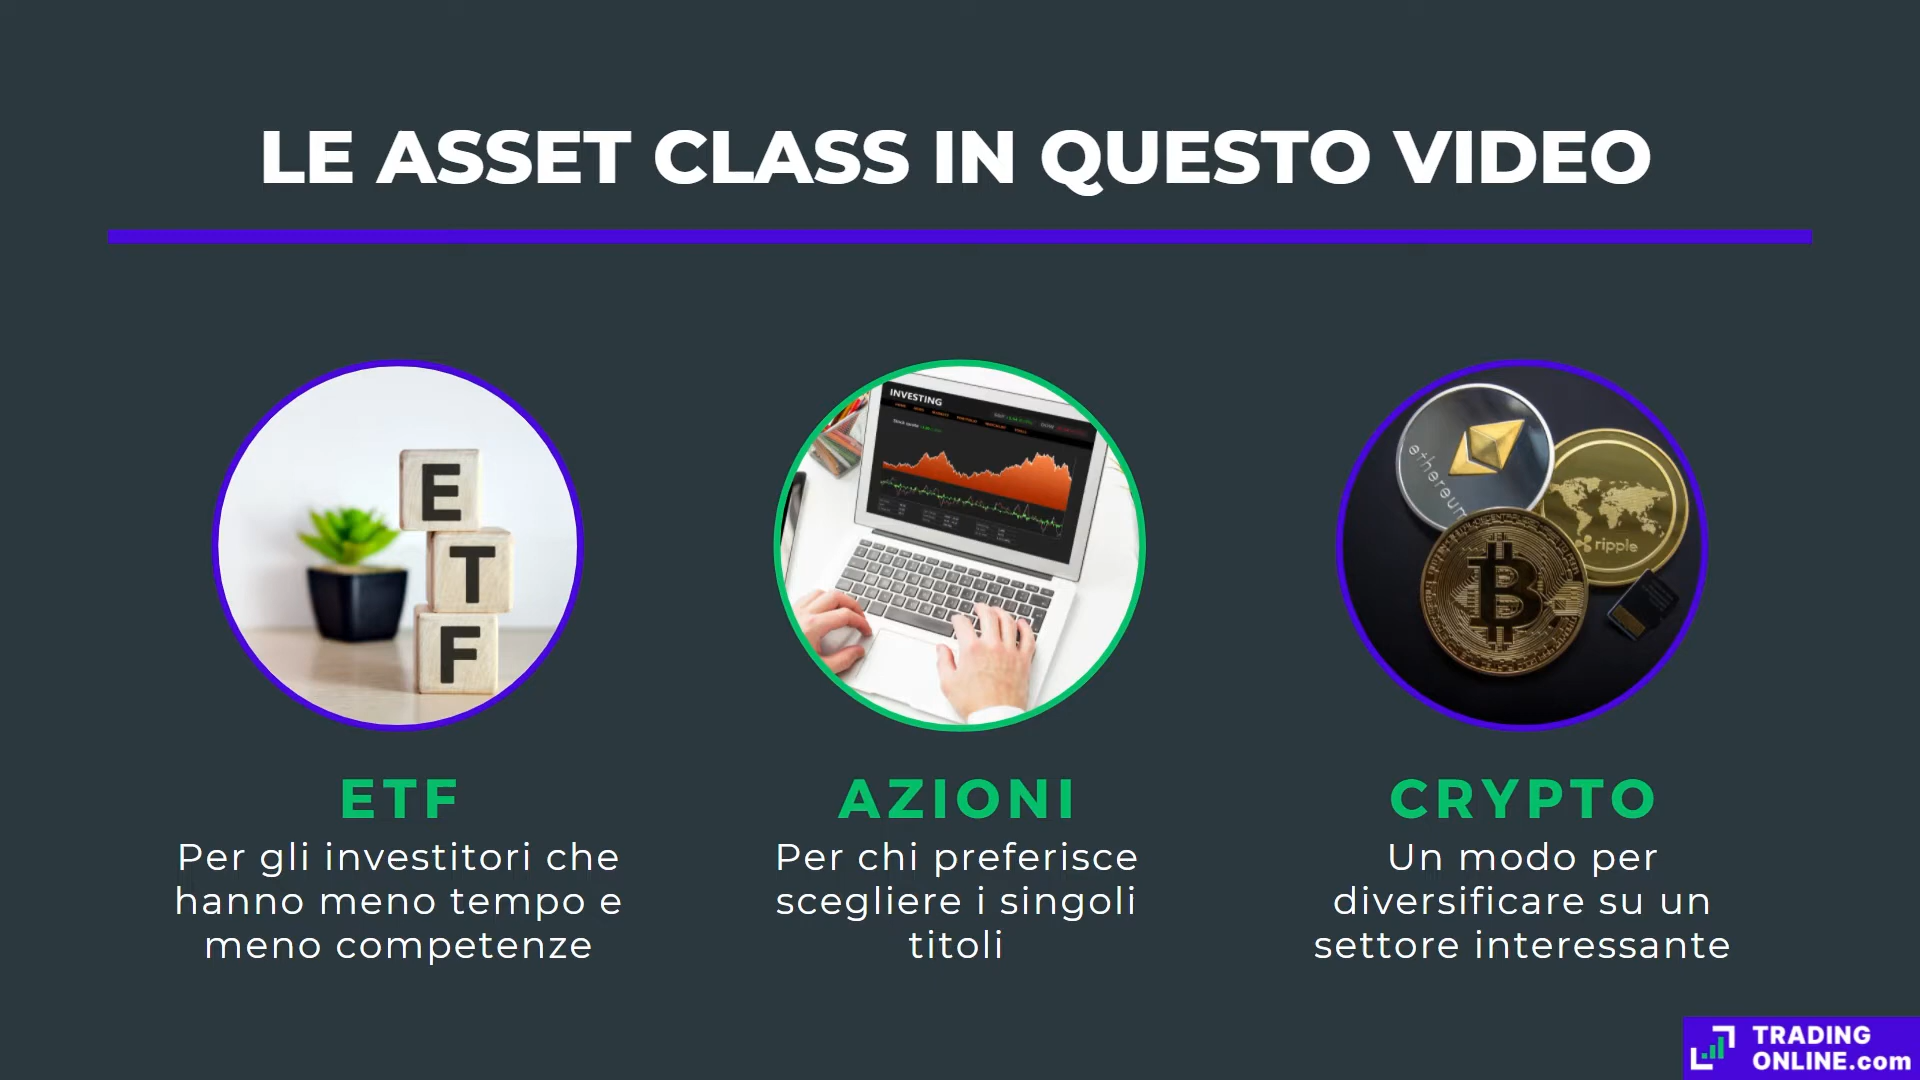 LE ASSET CLASS IN QUESTO VIDEO
E
T
F
INVESTING
ethereum
ripple
ETF
Per gli investitori che
hanno meno tempo e
meno competenze
AZIONI
Per chi preferisce
scegliere i singoli
titoli
CRYPTO
Un modo per
diversificare su un
settore interessante
TRADING
ONLINE.com